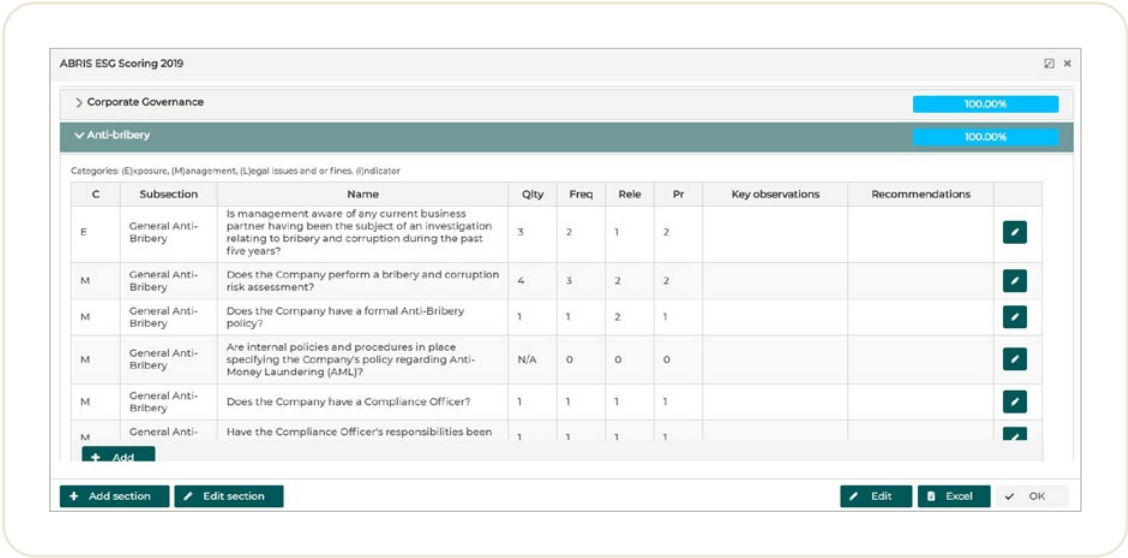 ABRIS ESG Scoring 2019
Corporate Governance
100.00%
Anti-bribery
100.00%
Categories: (E)xposure, (M)anagement, (L)egal issues and or fines, (I)ndicator
C Subsection Name Qlty Freq Rele Pr Key observations Recommendations
E General Anti-Bribery Is management aware of any current business partner having been the subject of an investigation relating to bribery and corruption during the past five years? 3 2 1 2
M General Anti-Bribery Does the Company perform a bribery and corruption risk assessment? 4 3 2 2
M General Anti-Bribery Does the Company have a formal Anti-Bribery policy? 1 1 2 1
M General Anti-Bribery Are internal policies and procedures in place specifying the Company's policy regarding Anti-Money Laundering (AML)? N/A 0 0 0
M General Anti-Bribery Does the Company have a Compliance Officer? 1 1 1 1
M General Anti- Have the Compliance Officer's responsibilities been 1 1 1 1
Add
Add section
Edit section
Edit
Excel
OK